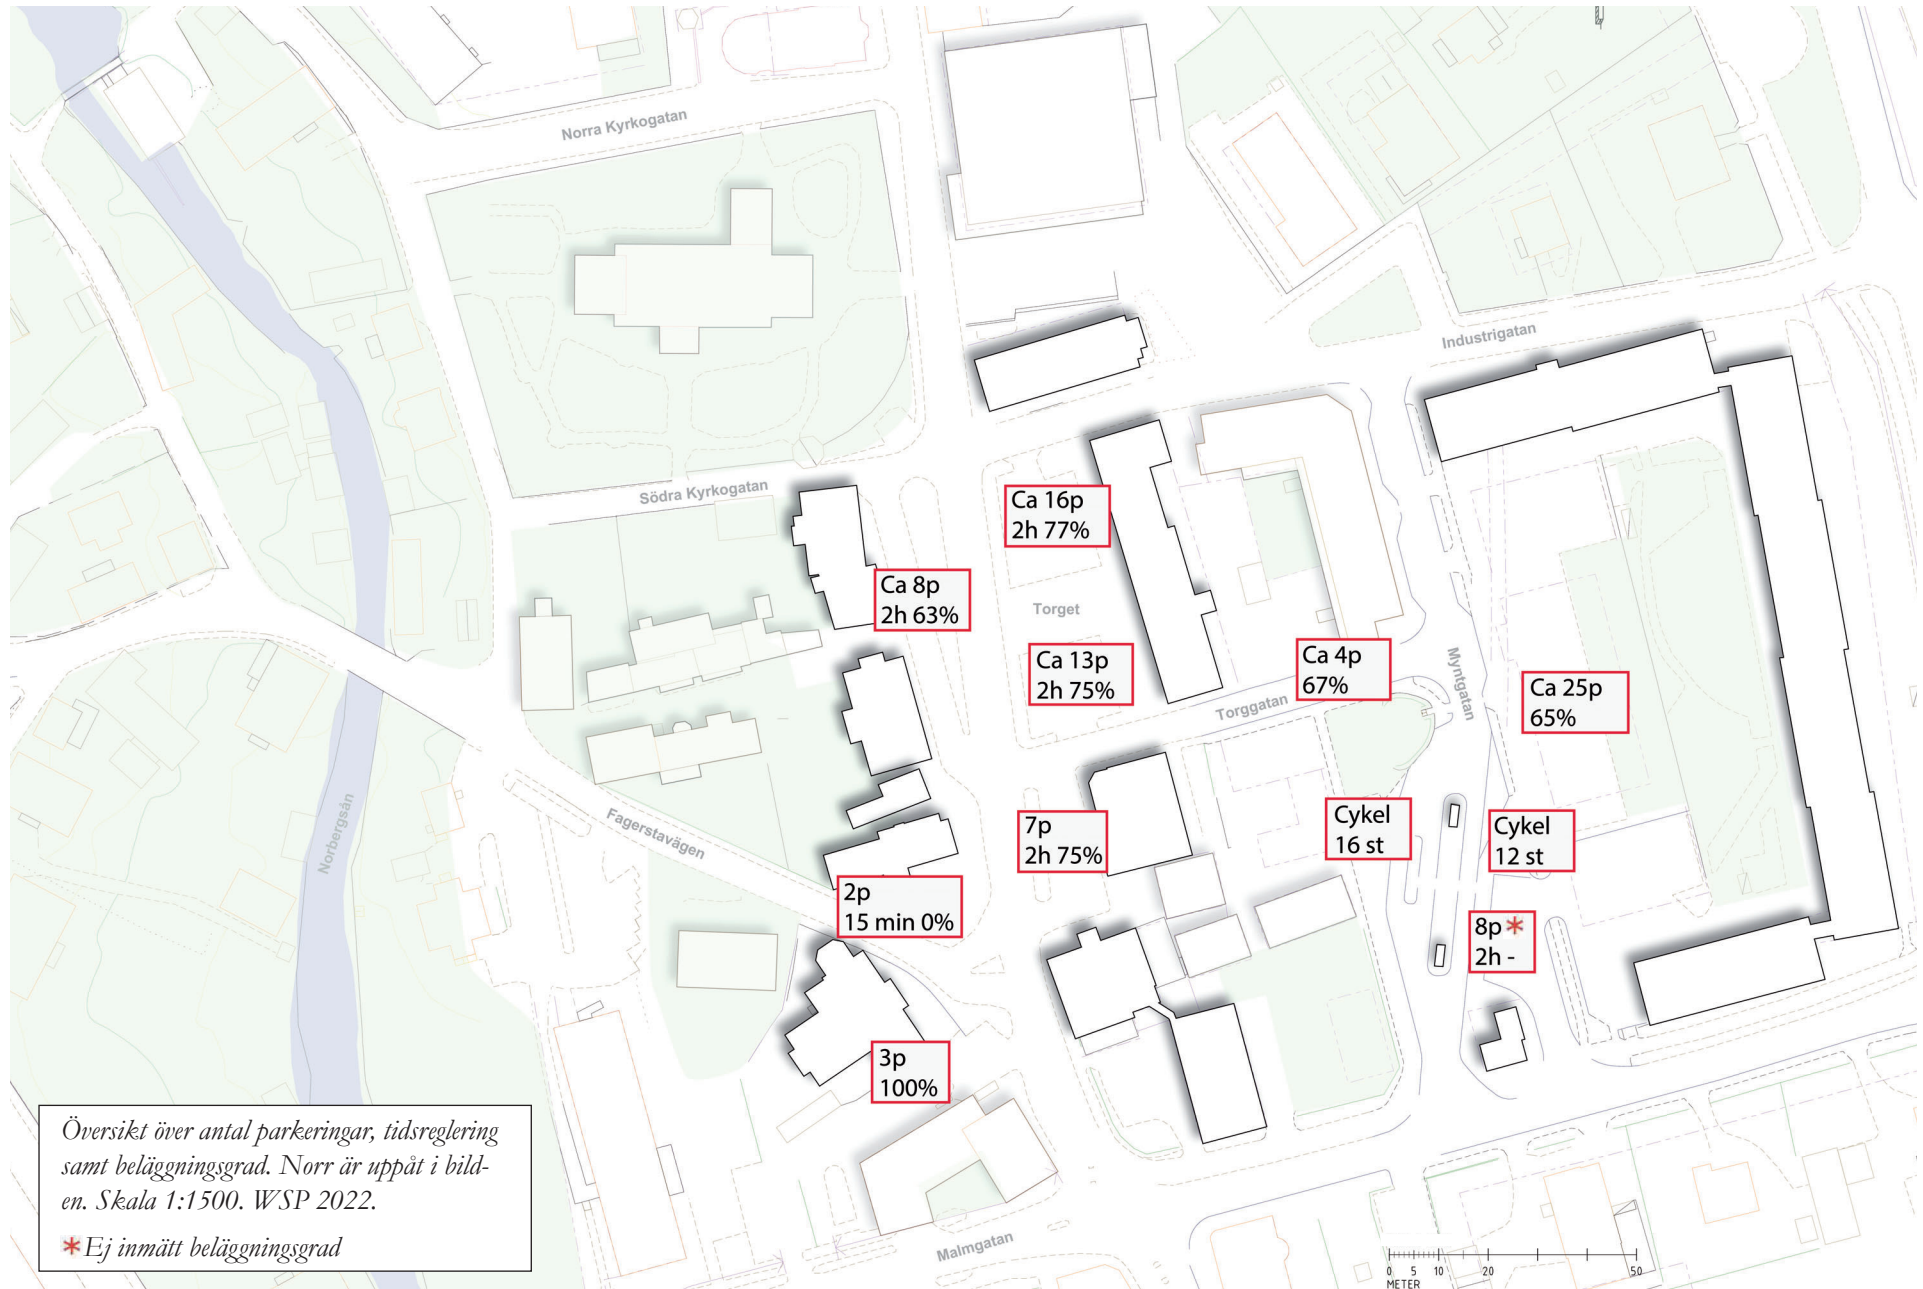 Norra Kyrkogatan
Industrigatan
Södra Kyrkogatan
Ca 16p
2h 77%
Ca 8p
2h 63%
Torget
Ca 13p
2h 75%
Ca 4p
67%
Myntgatan
Ca 25p
65%
Torggatan
Norbergsån
Fagerstavägen
7p
2h 75%
Cykel
16 st
Cykel
12 st
2p
15 min 0%
8p *
2h -
3p
100%
Översikt över antal parkeringar, tidsreglering
samt beläggningsgrad. Norr är uppåt i bild-
en. Skala 1:1500. WSP 2022.
* Ej inmätt beläggningsgrad
Malmgatan
0 5 10 20 50
METER